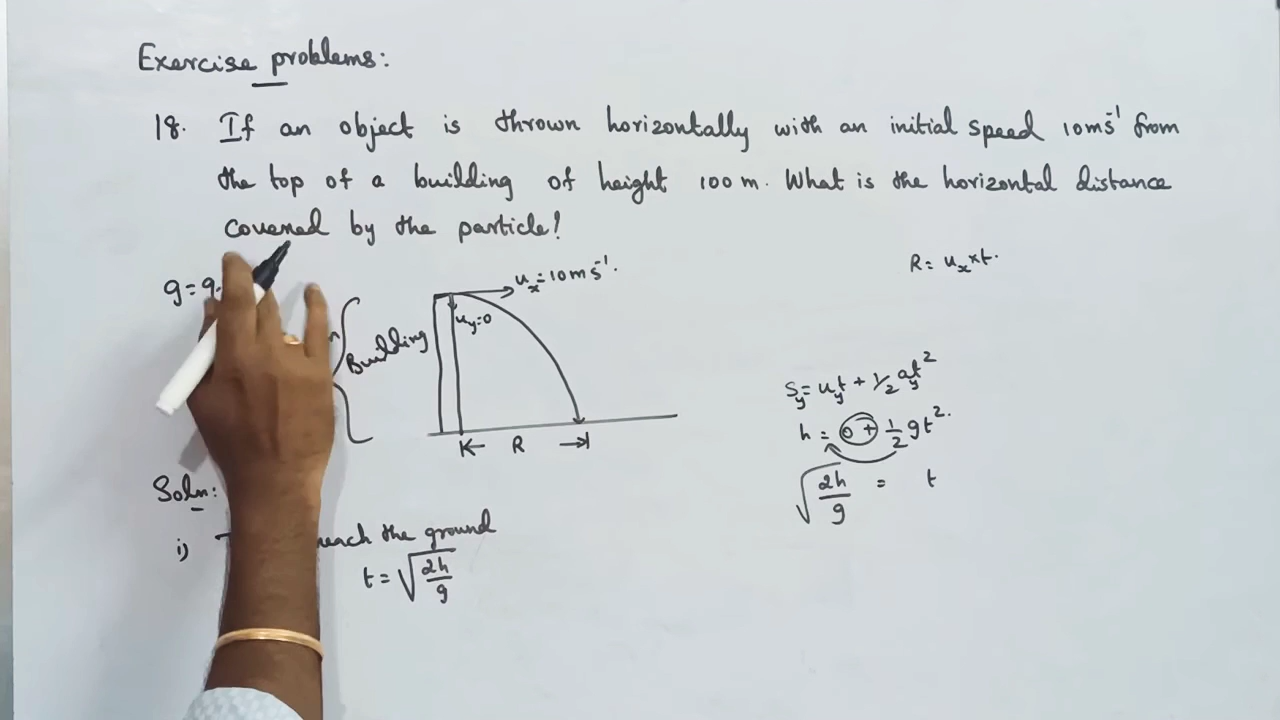 Exercise problems:
18. If an object is thrown horizontally with an initial speed 10ms⁻¹ from
the top of a building of height 100 m. What is the horizontal distance
covered by the particle?
R = uₓ×t.
g = 9.
uₓ = 10ms⁻¹.
u_y=0
Building
R
S_y = u_y t + 1/2 a_y t²
h = 0 + 1/2 gt².
√(2h/g) = t
Soln:
i) the ground
t = √(2h/g)